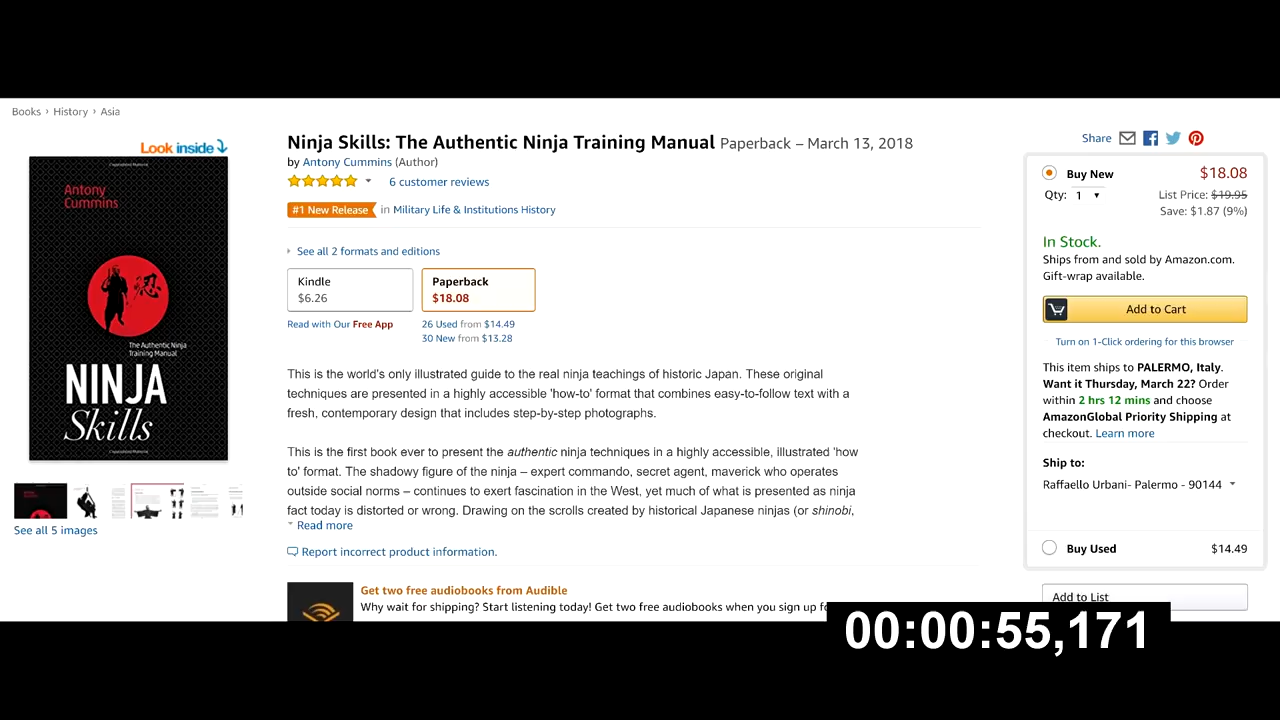 Books › History › Asia
Look inside
Antony
Cummins
忍
The Authentic Ninja
Training Manual
NINJA
Skills
See all 5 images
Ninja Skills: The Authentic Ninja Training Manual Paperback – March 13, 2018
by Antony Cummins (Author)
6 customer reviews
#1 New Release in Military Life & Institutions History
See all 2 formats and editions
Kindle
$6.26
Paperback
$18.08
Read with Our Free App
26 Used from $14.49
30 New from $13.28
This is the world's only illustrated guide to the real ninja teachings of historic Japan. These original
techniques are presented in a highly accessible 'how-to' format that combines easy-to-follow text with a
fresh, contemporary design that includes step-by-step photographs.
This is the first book ever to present the authentic ninja techniques in a highly accessible, illustrated 'how
to' format. The shadowy figure of the ninja – expert commando, secret agent, maverick who operates
outside social norms – continues to exert fascination in the West, yet much of what is presented as ninja
fact today is distorted or wrong. Drawing on the scrolls created by historical Japanese ninjas (or shinobi,
Read more
Report incorrect product information.
Get two free audiobooks from Audible
Why wait for shipping? Start listening today! Get two free audiobooks when you sign up
Share
Buy New
$18.08
Qty: 1
List Price: $19.95
Save: $1.87 (9%)
In Stock.
Ships from and sold by Amazon.com.
Gift-wrap available.
Add to Cart
Turn on 1-Click ordering for this browser
This item ships to PALERMO, Italy.
Want it Thursday, March 22? Order
within 2 hrs 12 mins and choose
AmazonGlobal Priority Shipping at
checkout. Learn more
Ship to:
Raffaello Urbani- Palermo - 90144
Buy Used
$14.49
Add to List
00:00:55,171